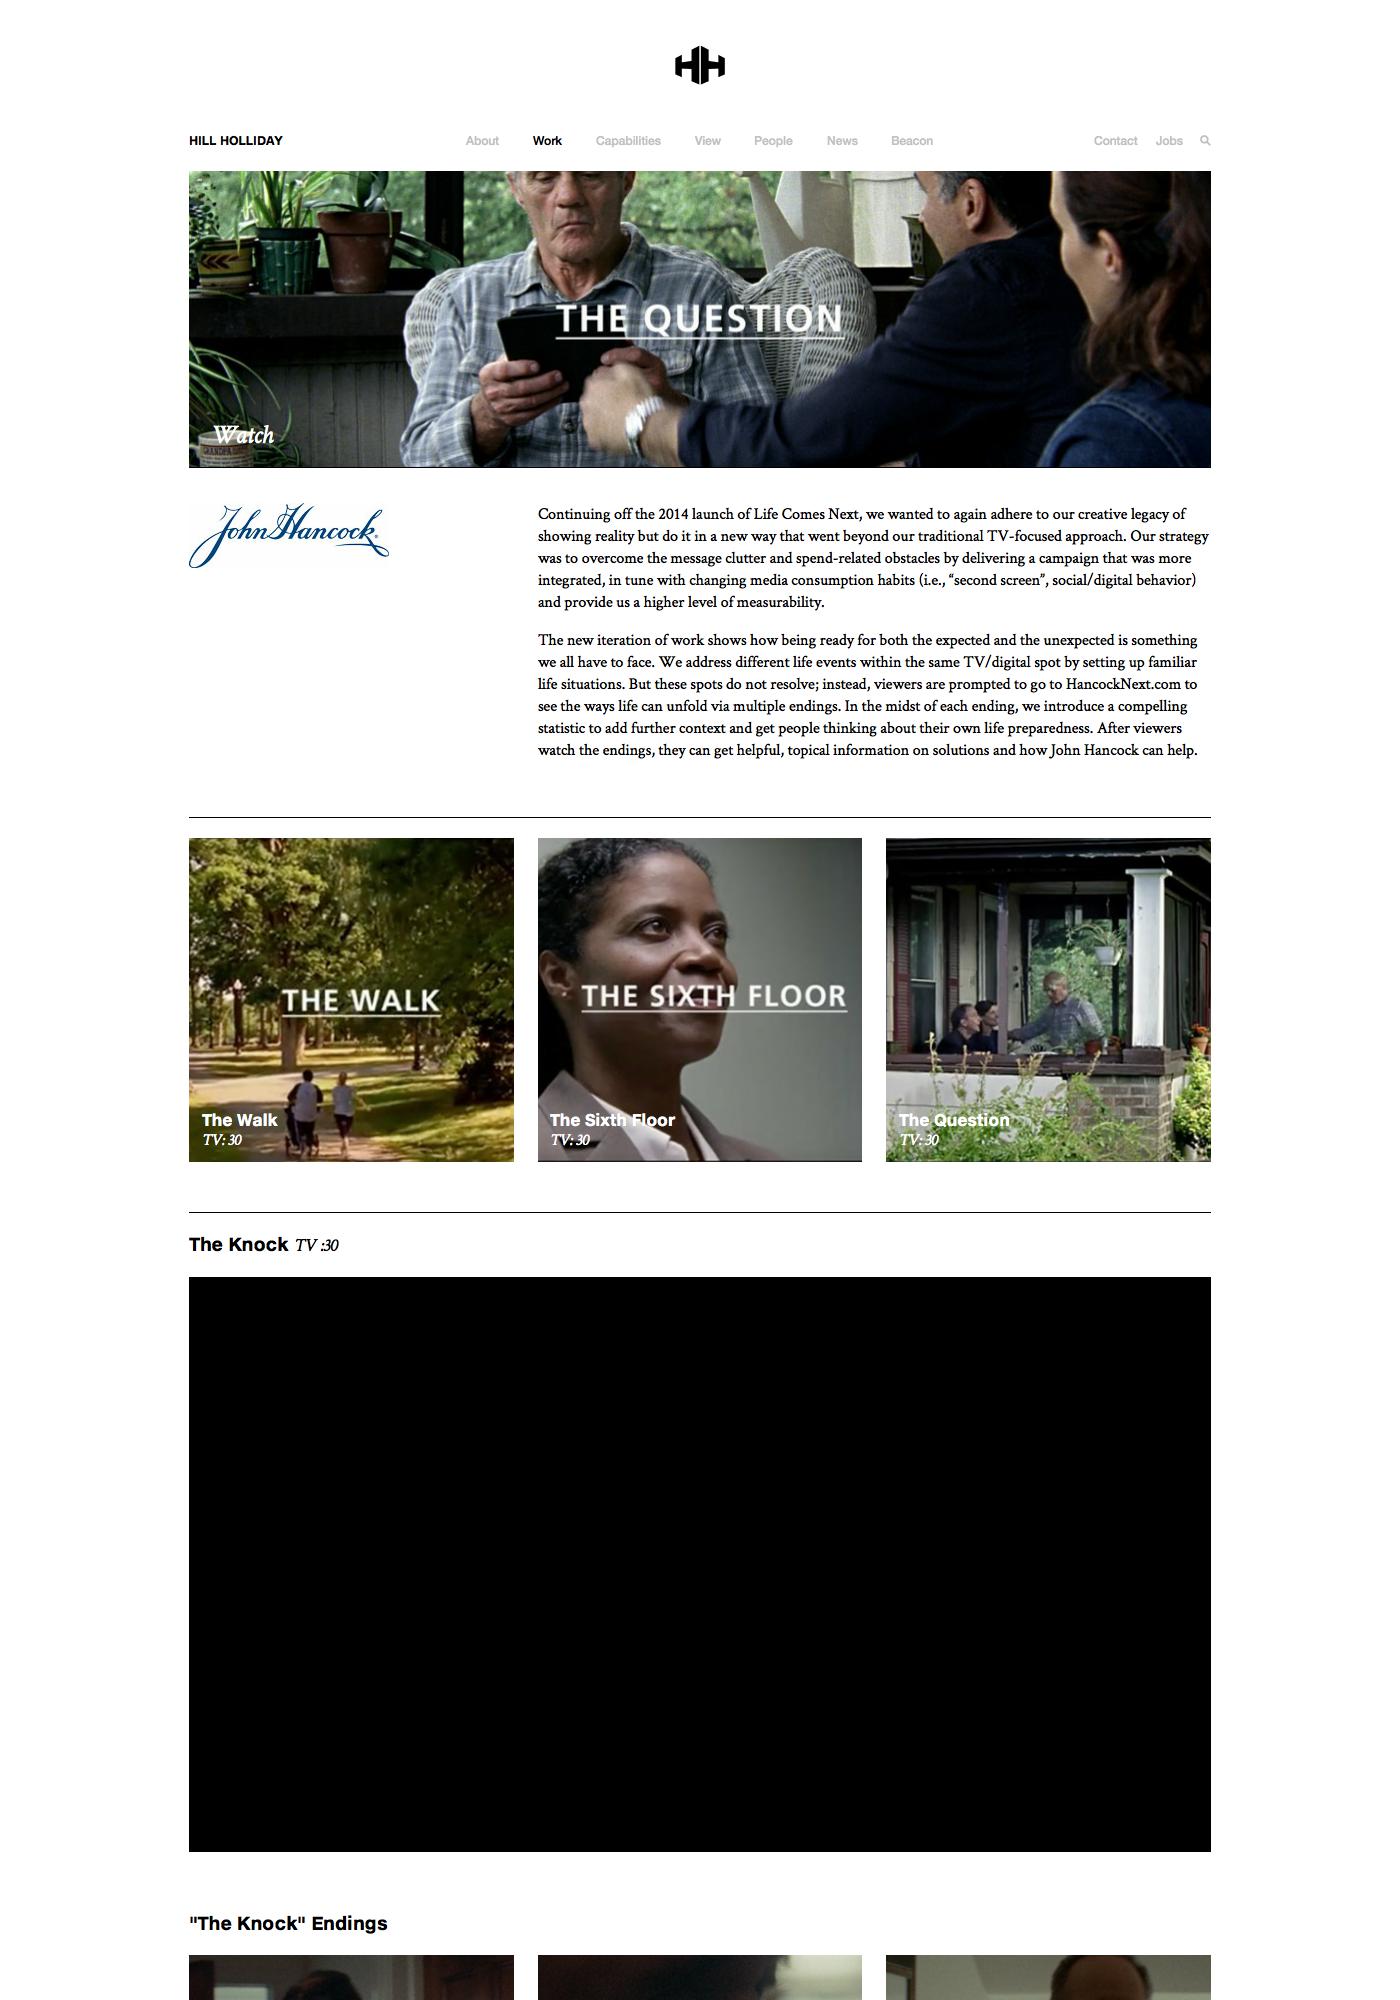 HILL HOLLIDAY
About Work Capabilities View People News Beacon
Contact Jobs
THE QUESTION
Watch
GRANDPA
John Hancock
Continuing off the 2014 launch of Life Comes Next, we wanted to again adhere to our creative legacy of
showing reality but do it in a new way that went beyond our traditional TV-focused approach. Our strategy
was to overcome the message clutter and spend-related obstacles by delivering a campaign that was more
integrated, in tune with changing media consumption habits (i.e., “second screen”, social/digital behavior)
and provide us a higher level of measurability.
The new iteration of work shows how being ready for both the expected and the unexpected is something
we all have to face. We address different life events within the same TV/digital spot by setting up familiar
life situations. But these spots do not resolve; instead, viewers are prompted to go to HancockNext.com to
see the ways life can unfold via multiple endings. In the midst of each ending, we introduce a compelling
statistic to add further context and get people thinking about their own life preparedness. After viewers
watch the endings, they can get helpful, topical information on solutions and how John Hancock can help.
THE WALK
The Walk
TV: 30
THE SIXTH FLOOR
The Sixth Floor
TV: 30
The Question
TV: 30
The Knock TV :30
"The Knock" Endings